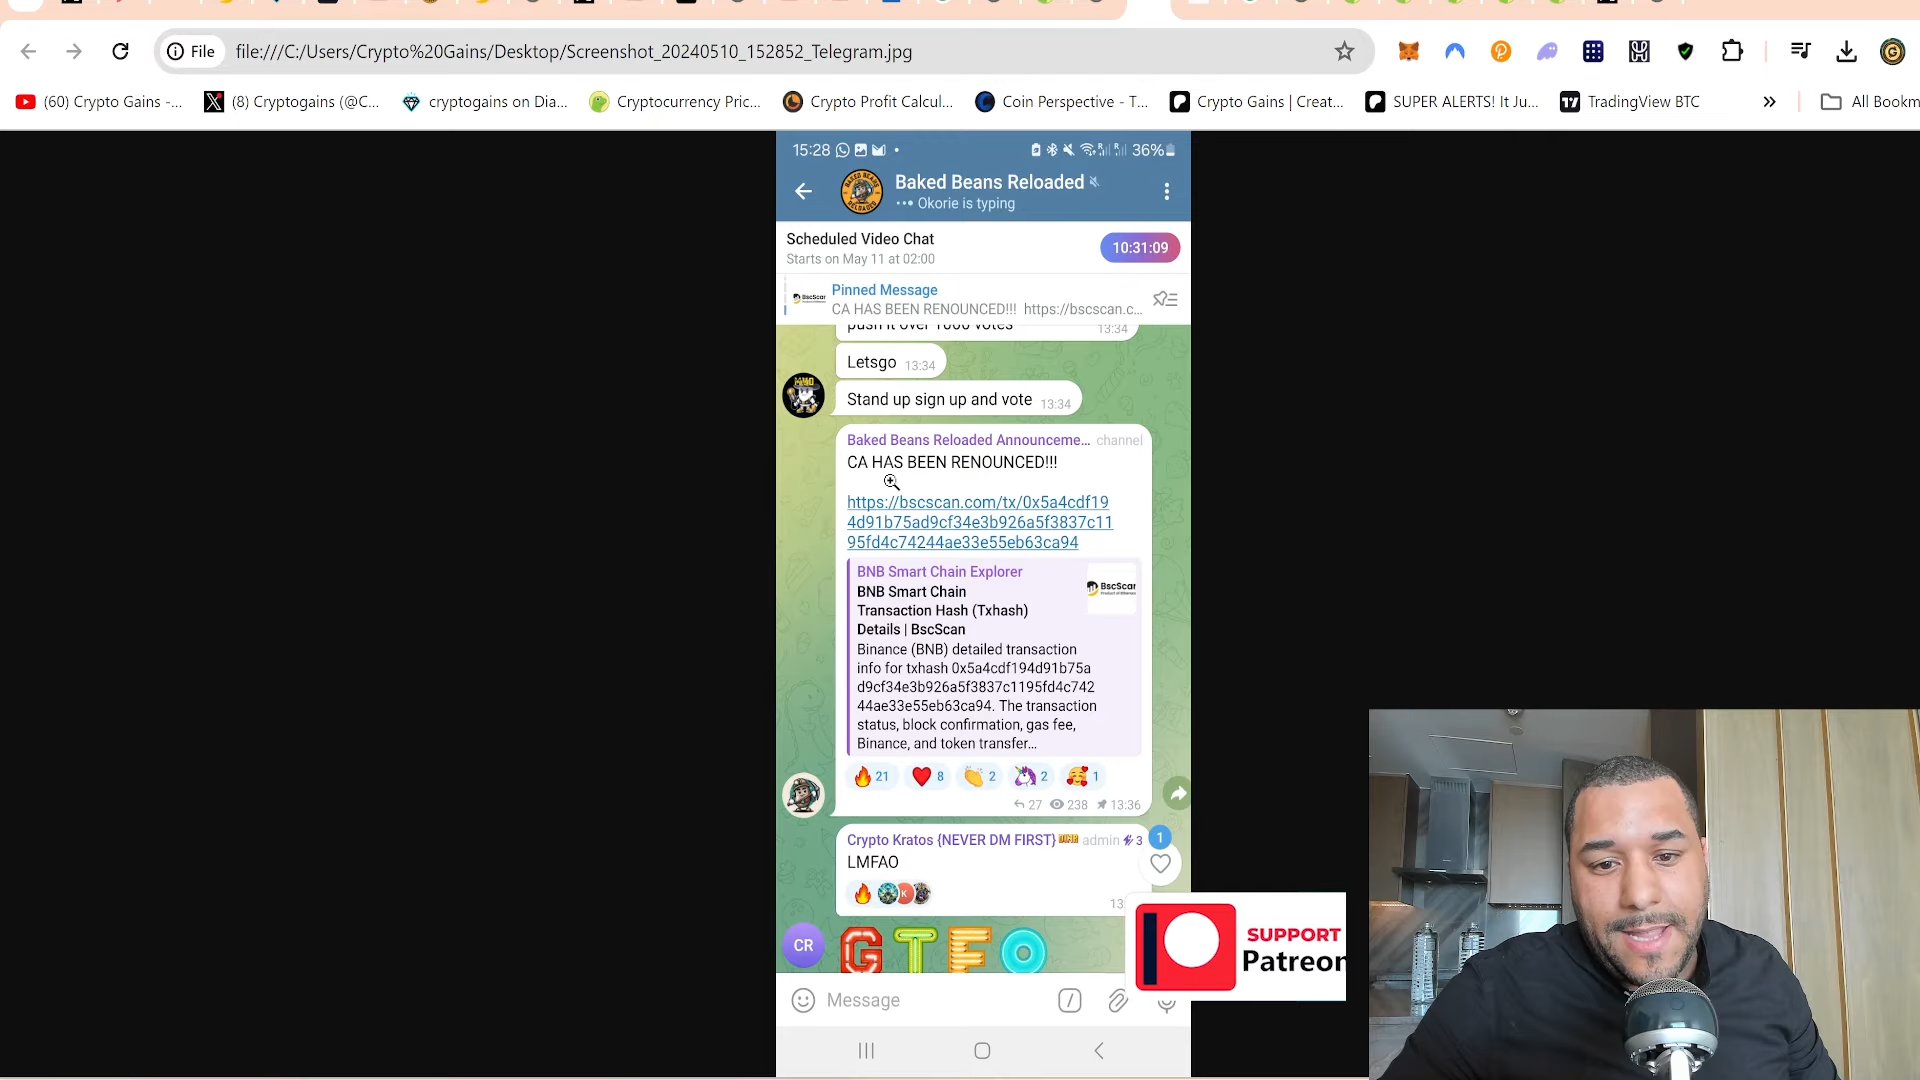 File
file:///C:/Users/Crypto%20Gains/Desktop/Screenshot_20240510_152852_Telegram.jpg
(60) Crypto Gains -...
(8) Cryptogains (@C...
cryptogains on Dia...
Cryptocurrency Pric...
Crypto Profit Calcul...
Coin Perspective - T...
Crypto Gains | Creat...
SUPER ALERTS! It Ju...
TradingView BTC
All Bookm
15:28
36%
Baked Beans Reloaded
Okorie is typing
Scheduled Video Chat
Starts on May 11 at 02:00
10:31:09
Pinned Message
CA HAS BEEN RENOUNCED!!! https://bscscan.c...
push it over 1000 votes
13:34
Letsgo 13:34
Stand up sign up and vote 13:34
Baked Beans Reloaded Announceme... channel
CA HAS BEEN RENOUNCED!!!
https://bscscan.com/tx/0x5a4cdf19
4d91b75ad9cf34e3b926a5f3837c11
95fd4c74244ae33e55eb63ca94
BNB Smart Chain Explorer
BNB Smart Chain
Transaction Hash (Txhash)
Details | BscScan
Binance (BNB) detailed transaction
info for txhash 0x5a4cdf194d91b75a
d9cf34e3b926a5f3837c1195fd4c742
44ae33e55eb63ca94. The transaction
status, block confirmation, gas fee,
Binance, and token transfer...
21 8 2 2 1
27 238 13:36
Crypto Kratos {NEVER DM FIRST} admin 3
1
LMFAO
K
CR
GTFO
Message
SUPPORT
Patreon